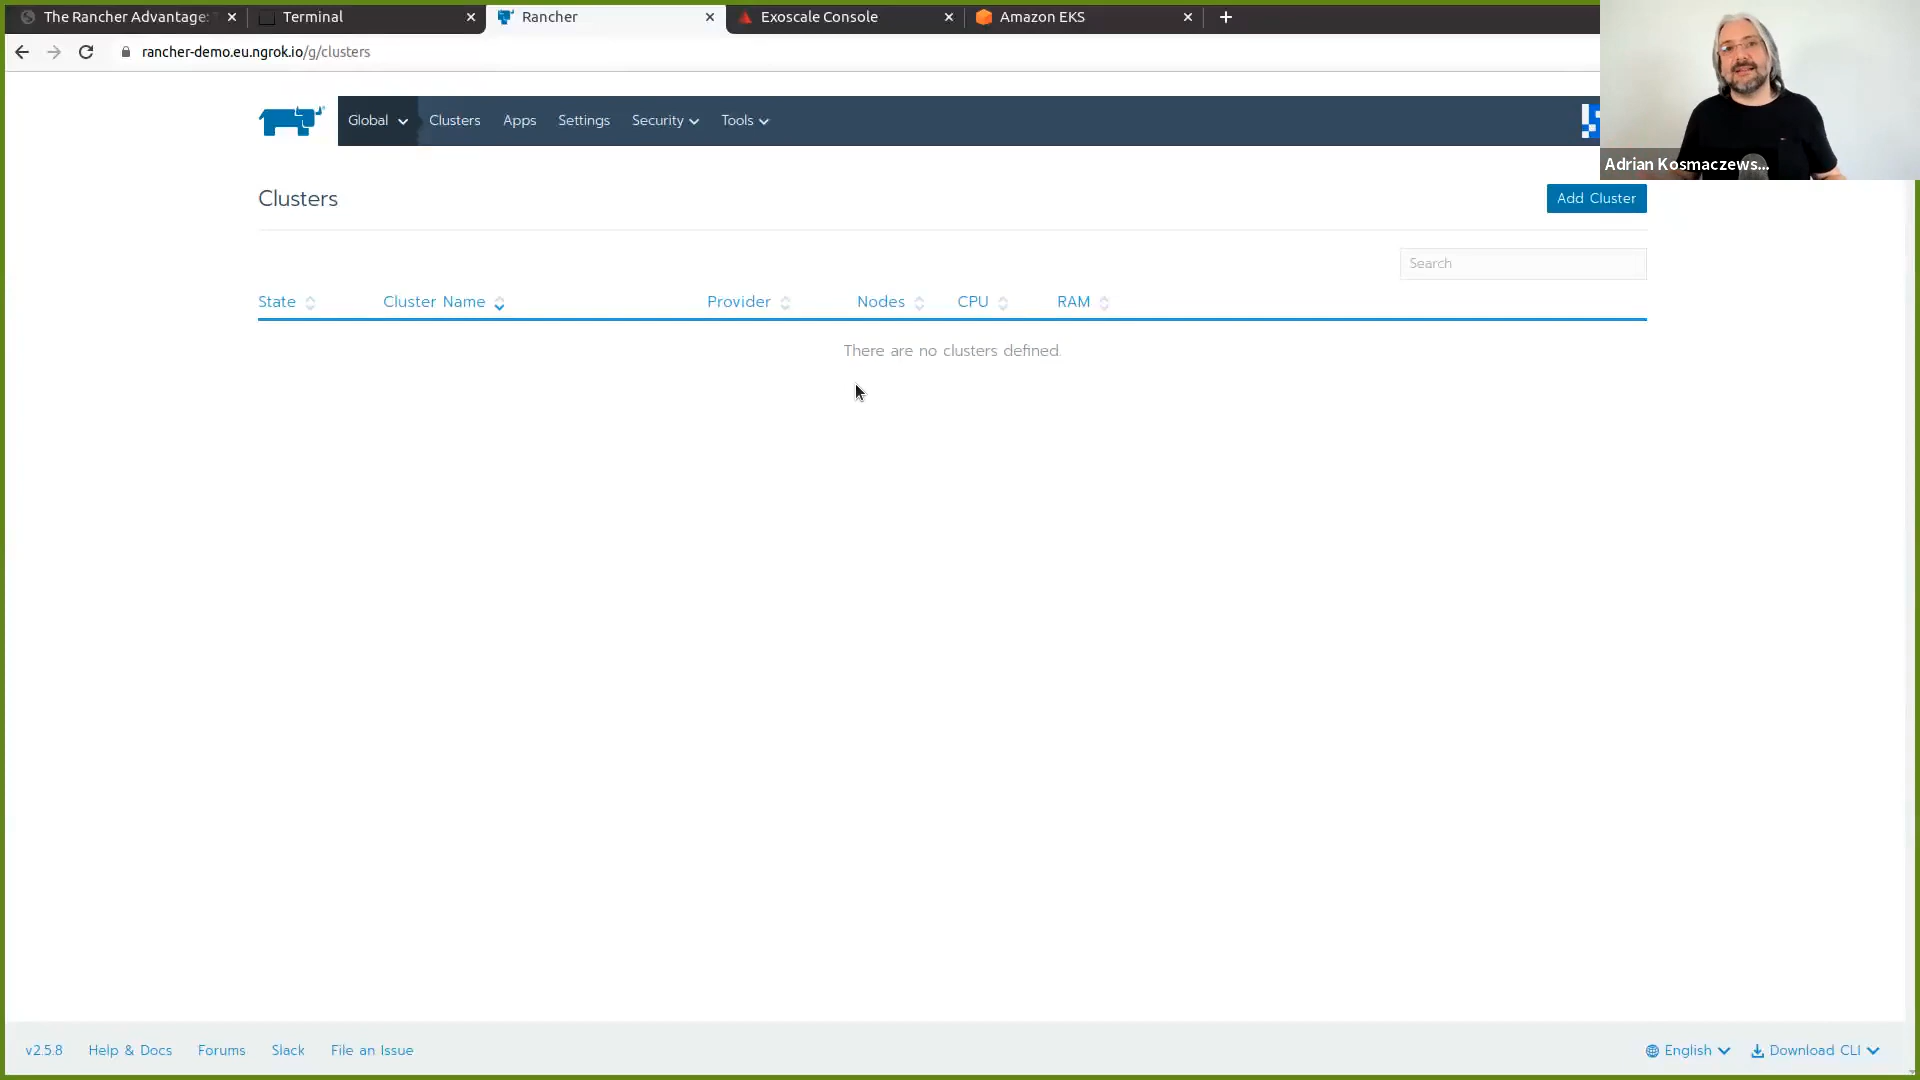 The Rancher Advantage:
Terminal
Rancher
Exoscale Console
Amazon EKS
rancher-demo.eu.ngrok.io/g/clusters
Global
Clusters
Apps
Settings
Security
Tools
Adrian Kosmaczews...
Clusters
Add Cluster
Search
State
Cluster Name
Provider
Nodes
CPU
RAM
There are no clusters defined.
v2.5.8
Help & Docs
Forums
Slack
File an Issue
English
Download CLI